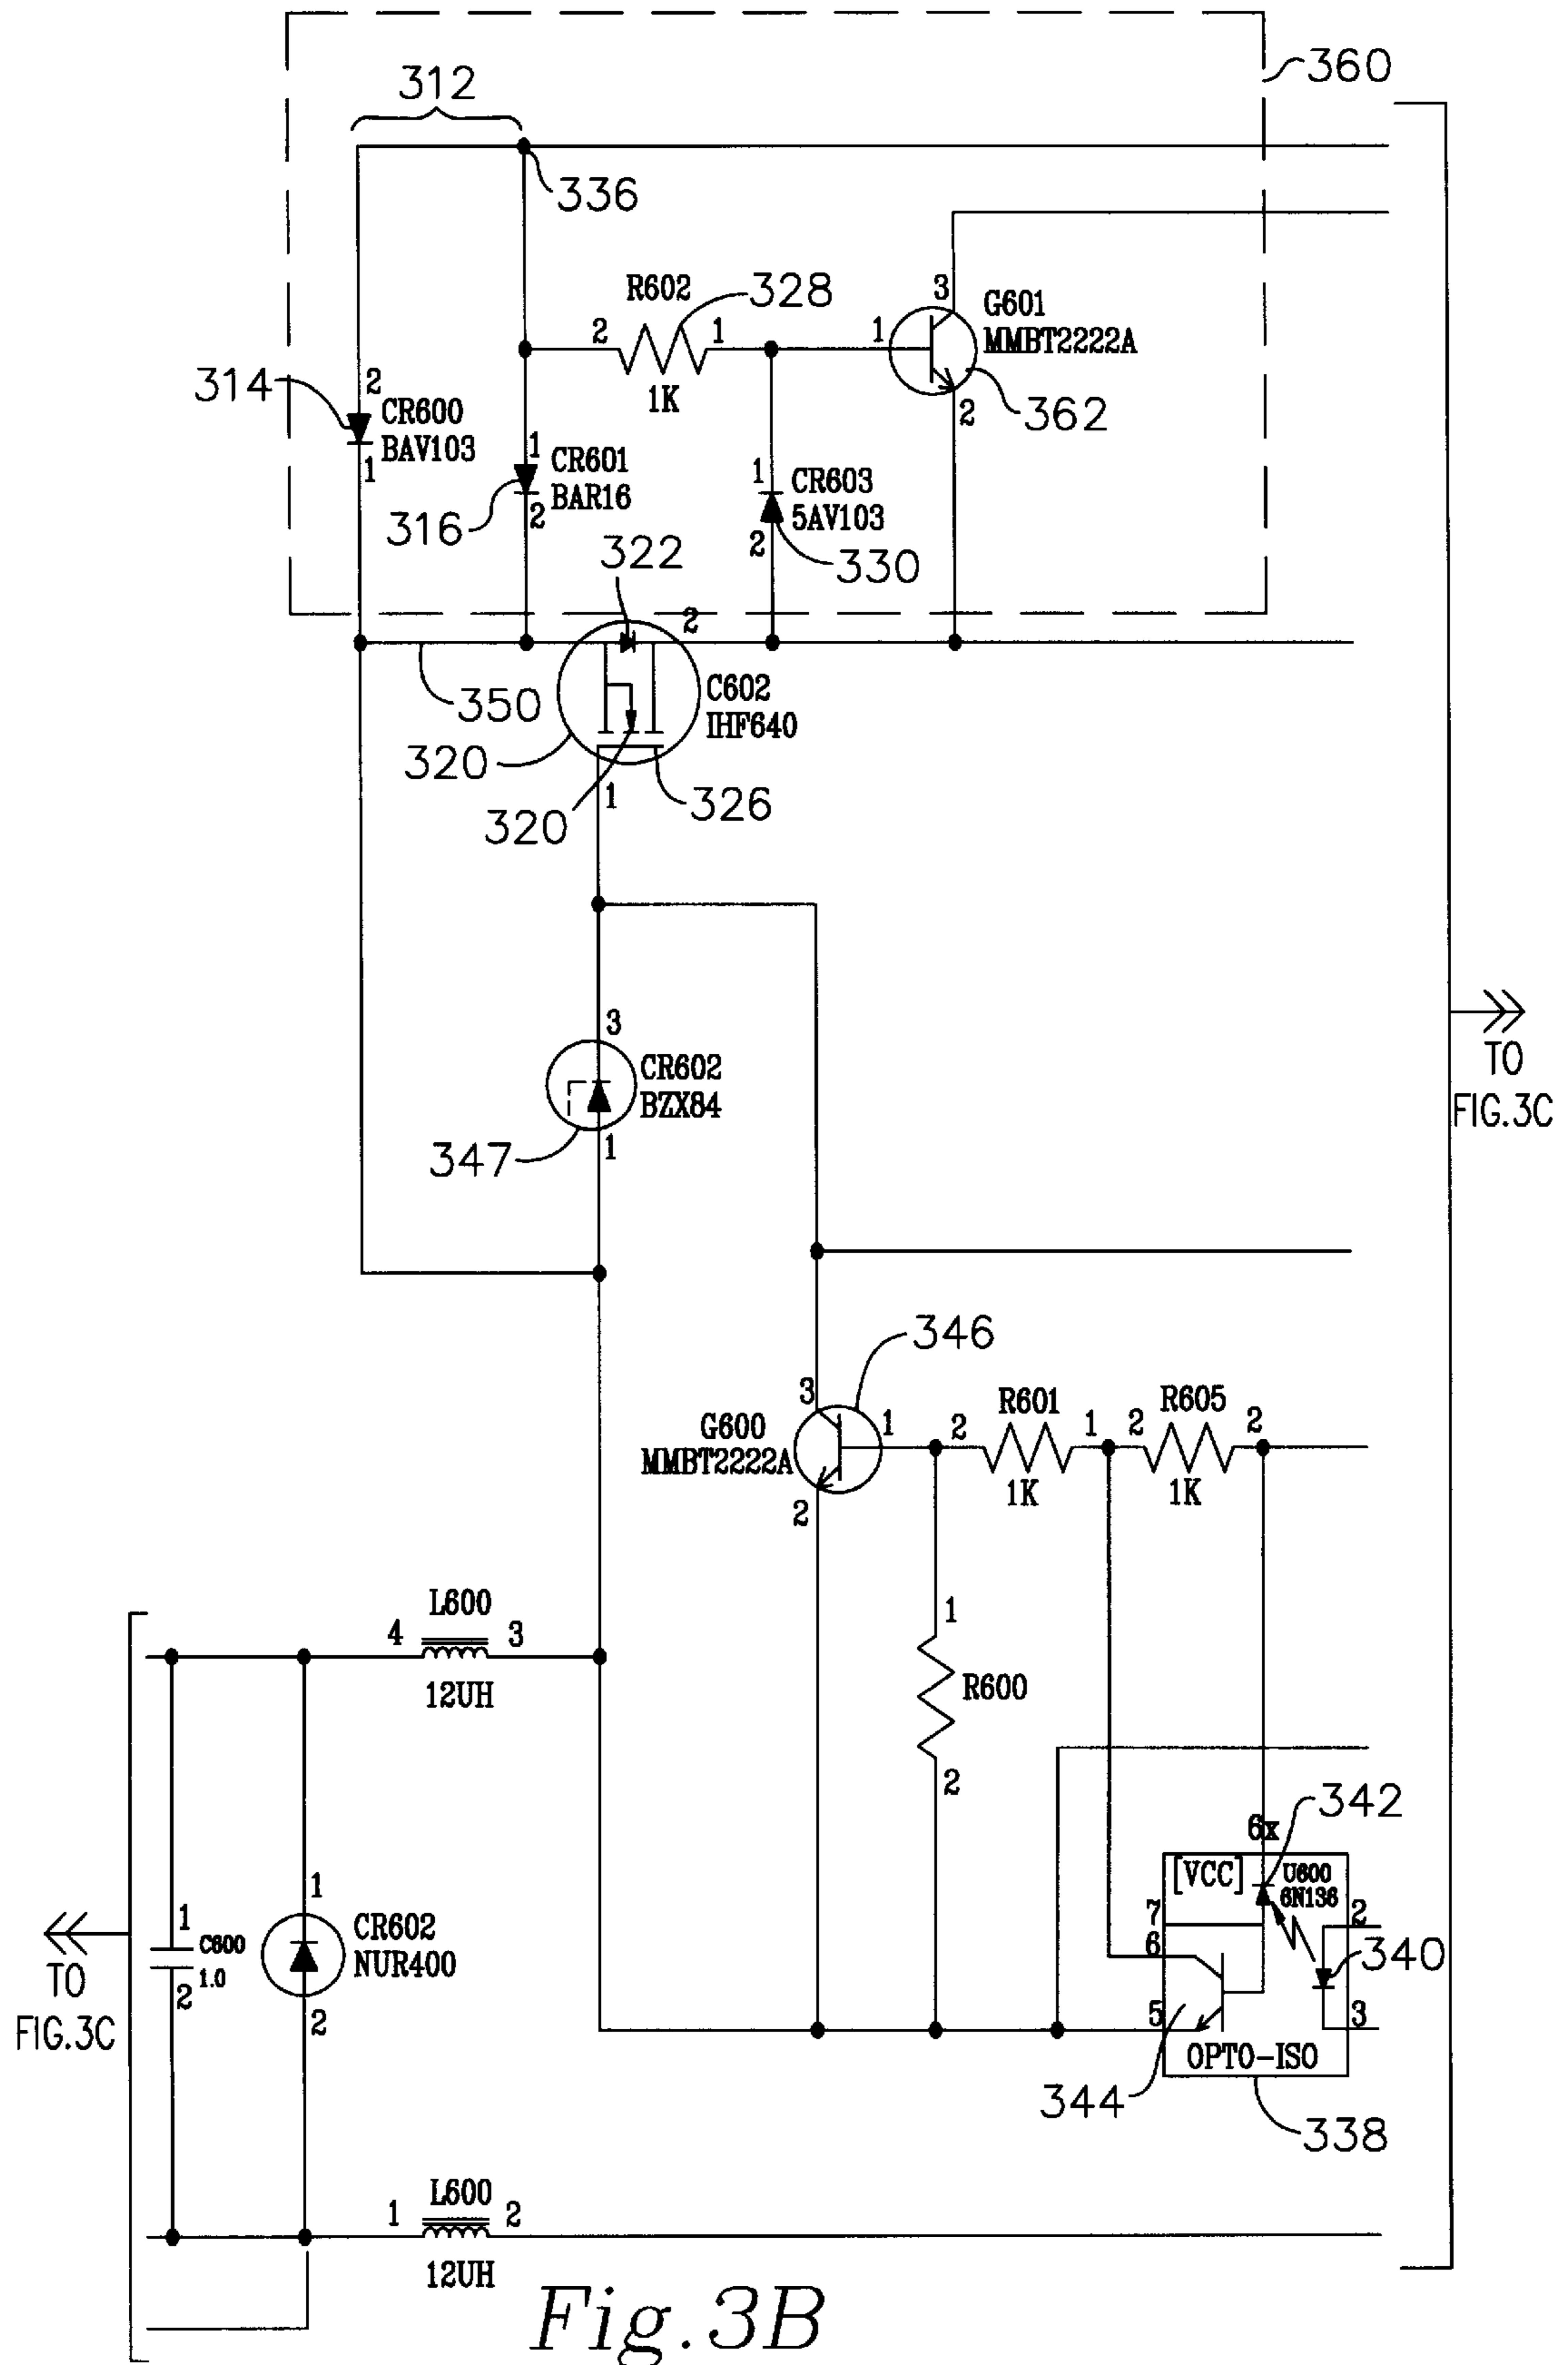 360
312
336
R602
328
2
1
1K
1
3
G601
MMBT2222A
2
362
314
2
CR600
BAV103
1
1
CR601
BAR16
2
316
1
CR603
5AV103
2
330
322
2
350
C602
IHF640
320
320
1
326
3
CR602
BZX84
1
347
TO
FIG.3C
346
3
G600
MMBT2222A
1
2
2
R601
1
1K
2
R605
2
1K
1
R600
2
L600
4
3
12UH
342
6x
[VCC]
U600
6N136
7
6
5
2
340
3
OPTO-ISO
344
338
1
C600
1.0
2
1
CR602
NUR400
2
TO
FIG.3C
L600
1
2
12UH
Fig.3B